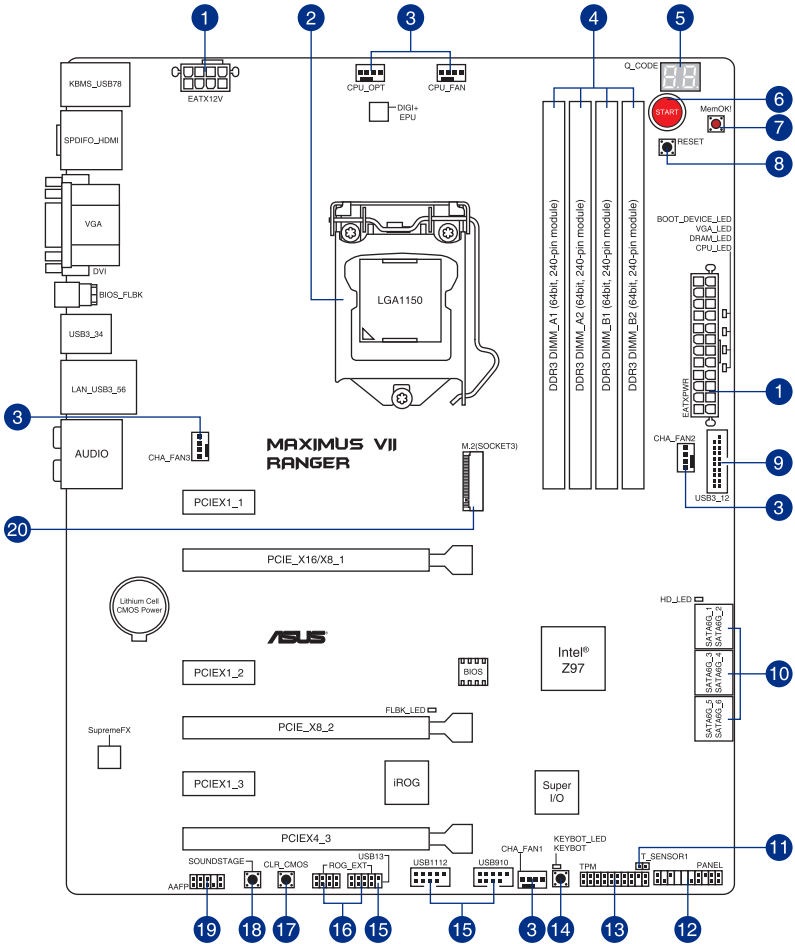 1
2
3
4
5
Q_CODE
88
KBMS_USB78
EATX12V
CPU_OPT
CPU_FAN
DIGI+
EPU
START
6
MemOK!
7
RESET
8
SPDIFO_HDMI
VGA
DVI
BIOS_FLBK
USB3_34
LAN_USB3_56
AUDIO
LGA1150
DDR3 DIMM_A1 (64bit, 240-pin module)
DDR3 DIMM_A2 (64bit, 240-pin module)
DDR3 DIMM_B1 (64bit, 240-pin module)
DDR3 DIMM_B2 (64bit, 240-pin module)
BOOT_DEVICE_LED
VGA_LED
DRAM_LED
CPU_LED
EATXPWR
1
3
CHA_FAN3
MAXIMUS VII
RANGER
M.2(SOCKET3)
CHA_FAN2
USB3_12
9
3
20
PCIEX1_1
PCIE_X16/X8_1
Lithium Cell
CMOS Power
ASUS
HD_LED
SATA6G_1
SATA6G_2
SATA6G_3
SATA6G_4
SATA6G_5
SATA6G_6
10
Intel®
Z97
PCIEX1_2
BIOS
FLBK_LED
PCIE_X8_2
SupremeFX
PCIEX1_3
iROG
Super
I/O
PCIEX4_3
SOUNDSTAGE
AAFP
CLR_CMOS
ROG_EXT
USB13
USB1112
USB910
CHA_FAN1
KEYBOT_LED
KEYBOT
TPM
T_SENSOR1
PANEL
11
19
18
17
16
15
15
3
14
13
12